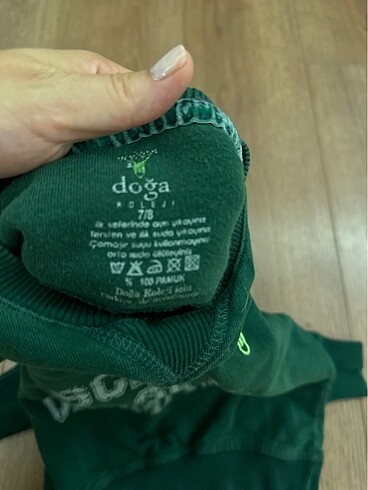 doğa
KOLEJİ
7/8
İlk seferinde ayrı yıkayınız
Tersten ve ılık suda yıkayınız
Çamaşır suyu kullanmayınız
orta ısıda ütüleyiniz
% 100 PAMUK
Doğa Koleji için